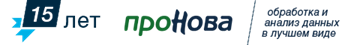 15 лет
проНова
обработка и
анализ данных
в лучшем виде